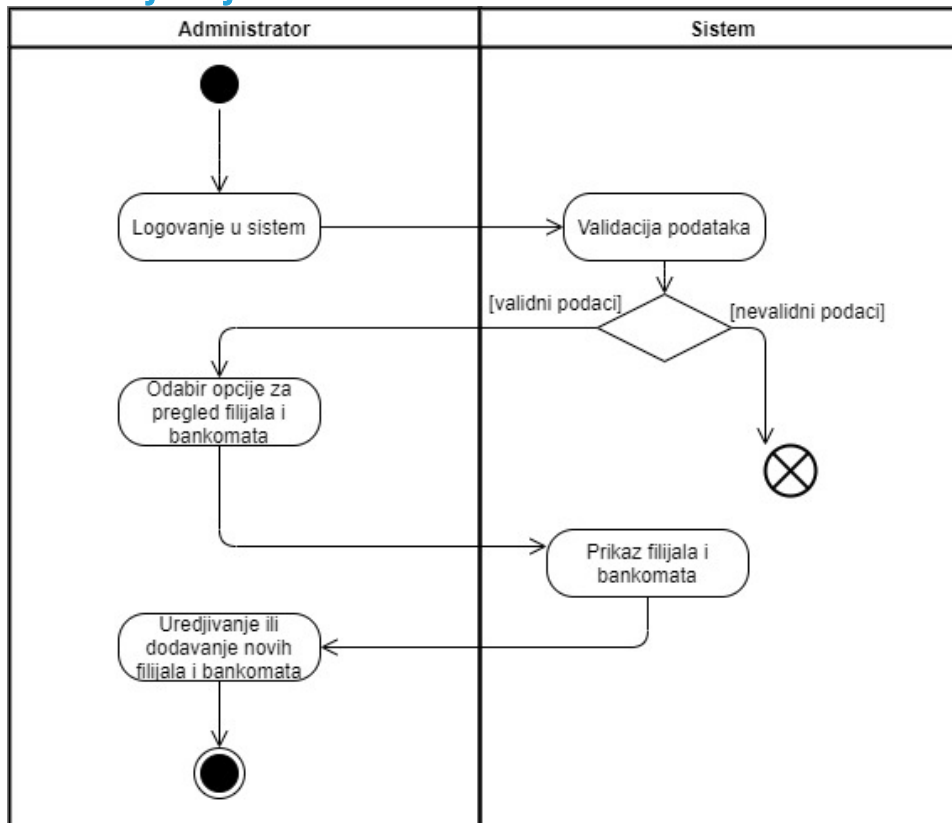 Administrator
Sistem
Logovanje u sistem
Validacija podataka
[validni podaci]
[nevalidni podaci]
Odabir opcije za
pregled filijala i
bankomata
Prikaz filijala i
bankomata
Uredjivanje ili
dodavanje novih
filijala i bankomata